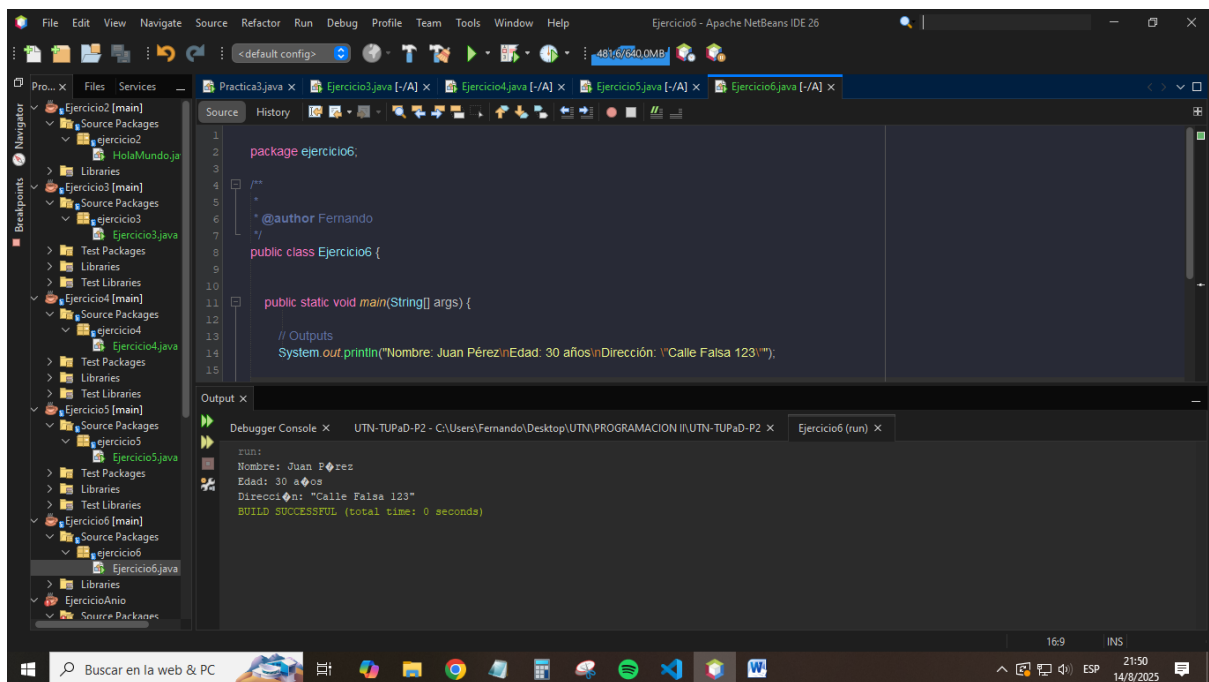 File Edit View Navigate Source Refactor Run Debug Profile Team Tools Window Help Ejercicio6 - Apache NetBeans IDE 26
<default config> 481,6/640,0MB
Pro... × Files Services
Practica3.java × Ejercicio3.java [-/A] × Ejercicio4.java [-/A] × Ejercicio5.java [-/A] × Ejercicio6.java [-/A] ×
Navigator
Breakpoints
Ejercicio2 [main]
Source Packages
ejercicio2
HolaMundo.ja
Libraries
Ejercicio3 [main]
Source Packages
ejercicio3
Ejercicio3.java
Test Packages
Libraries
Test Libraries
Ejercicio4 [main]
Source Packages
ejercicio4
Ejercicio4.java
Test Packages
Libraries
Test Libraries
Ejercicio5 [main]
Source Packages
ejercicio5
Ejercicio5.java
Test Packages
Libraries
Test Libraries
Ejercicio6 [main]
Source Packages
ejercicio6
Ejercicio6.java
Libraries
EjercicioAnio
Source Packages
Source History
1
2 package ejercicio6;
3
4 /**
5 *
6 * @author Fernando
7 */
8 public class Ejercicio6 {
9
10
11 public static void main(String[] args) {
12
13 // Outputs
14 System.out.println("Nombre: Juan Pérez\nEdad: 30 años\nDirección: \"Calle Falsa 123\"");
15
Output ×
Debugger Console × UTN-TUPaD-P2 - C:\Users\Fernando\Desktop\UTN\PROGRAMACION II\UTN-TUPaD-P2 × Ejercicio6 (run) ×
run:
Nombre: Juan P�rez
Edad: 30 a�os
Direcci�n: "Calle Falsa 123"
BUILD SUCCESSFUL (total time: 0 seconds)
16:9 INS
Buscar en la web & PC
ESP
21:50
14/8/2025